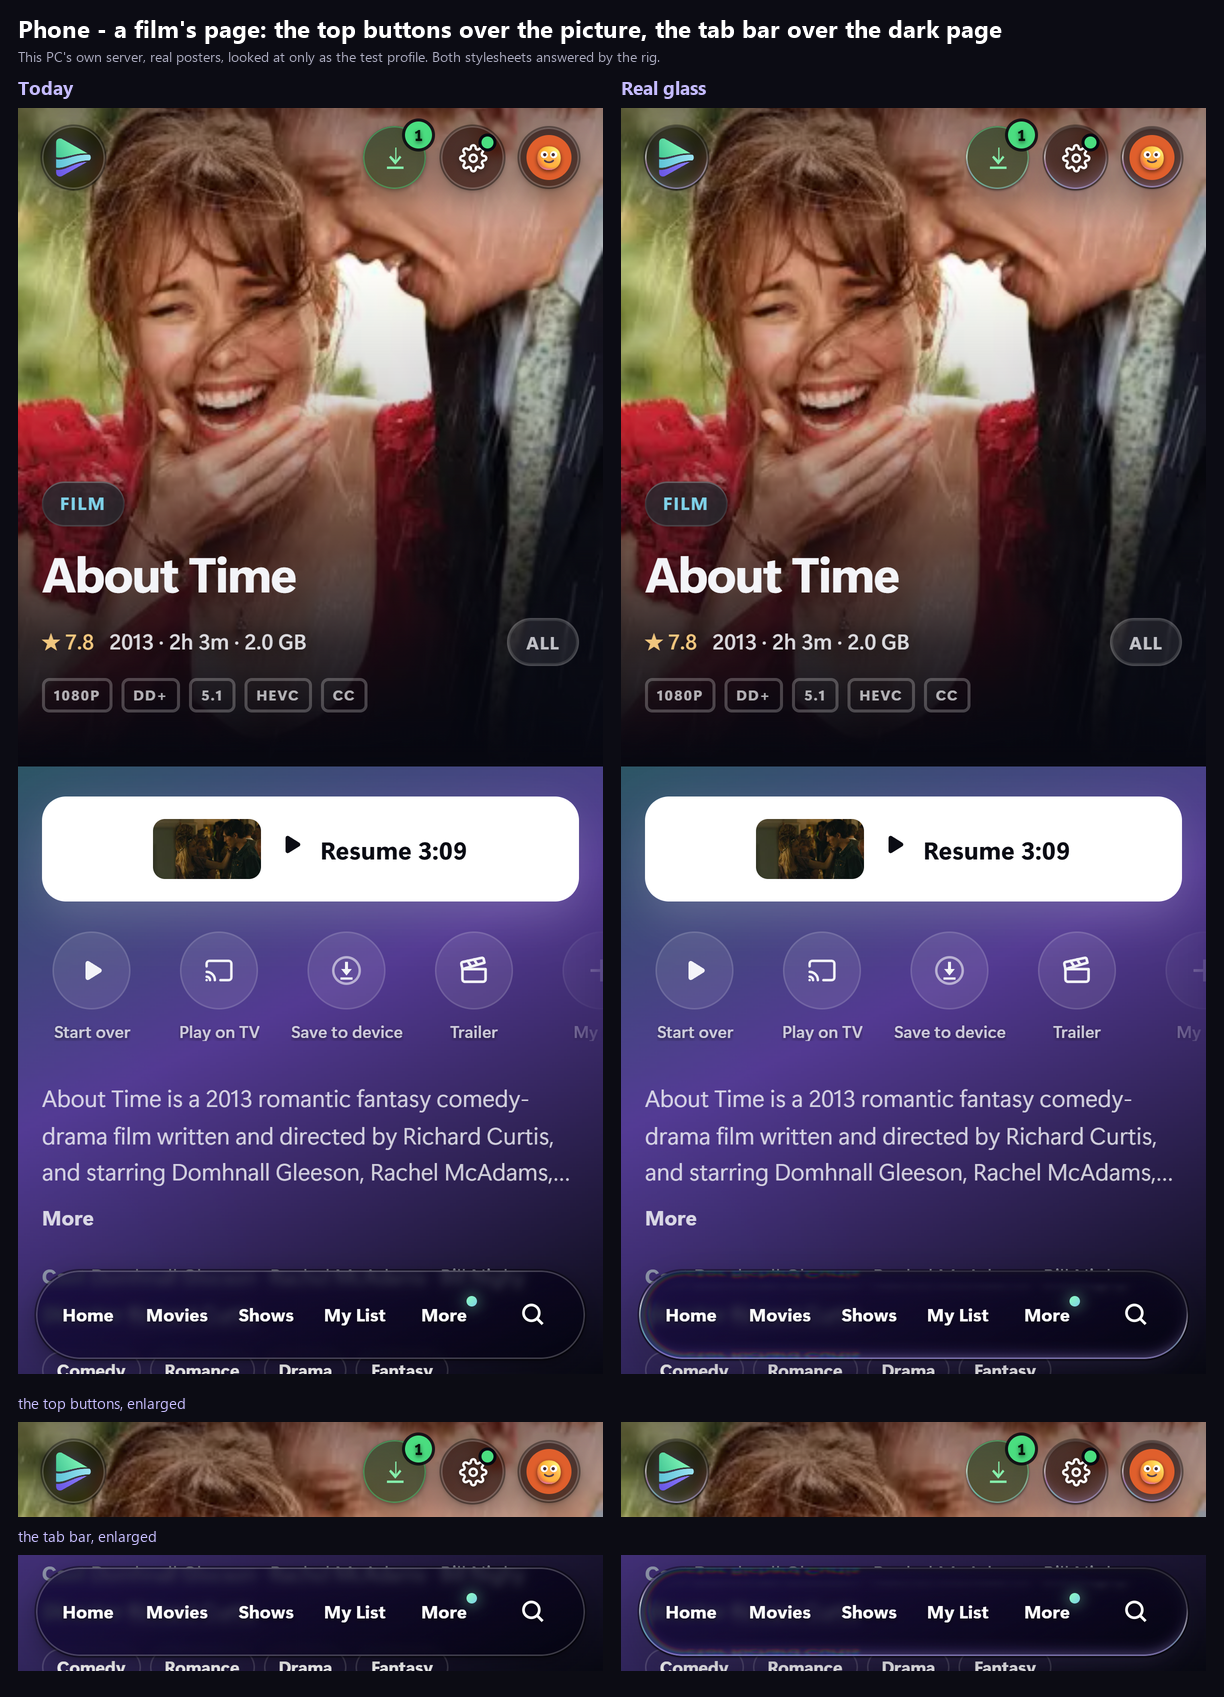 Phone - a film's page: the top buttons over the picture, the tab bar over the dark page
This PC's own server, real posters, looked at only as the test profile. Both stylesheets answered by the rig.
Today
Real glass
1
1
FILM
FILM
About Time
About Time
★ 7.8 2013 · 2h 3m · 2.0 GB ALL
★ 7.8 2013 · 2h 3m · 2.0 GB ALL
1080P DD+ 5.1 HEVC CC
1080P DD+ 5.1 HEVC CC
Resume 3:09
Resume 3:09
Start over Play on TV Save to device Trailer My
Start over Play on TV Save to device Trailer My
About Time is a 2013 romantic fantasy comedy-
drama film written and directed by Richard Curtis,
and starring Domhnall Gleeson, Rachel McAdams,...
More
About Time is a 2013 romantic fantasy comedy-
drama film written and directed by Richard Curtis,
and starring Domhnall Gleeson, Rachel McAdams,...
More
Home Movies Shows My List More
Home Movies Shows My List More
Comedy Romance Drama Fantasy
Comedy Romance Drama Fantasy
the top buttons, enlarged
1
1
the tab bar, enlarged
Home Movies Shows My List More
Home Movies Shows My List More
Comedy Romance Drama Fantasy
Comedy Romance Drama Fantasy